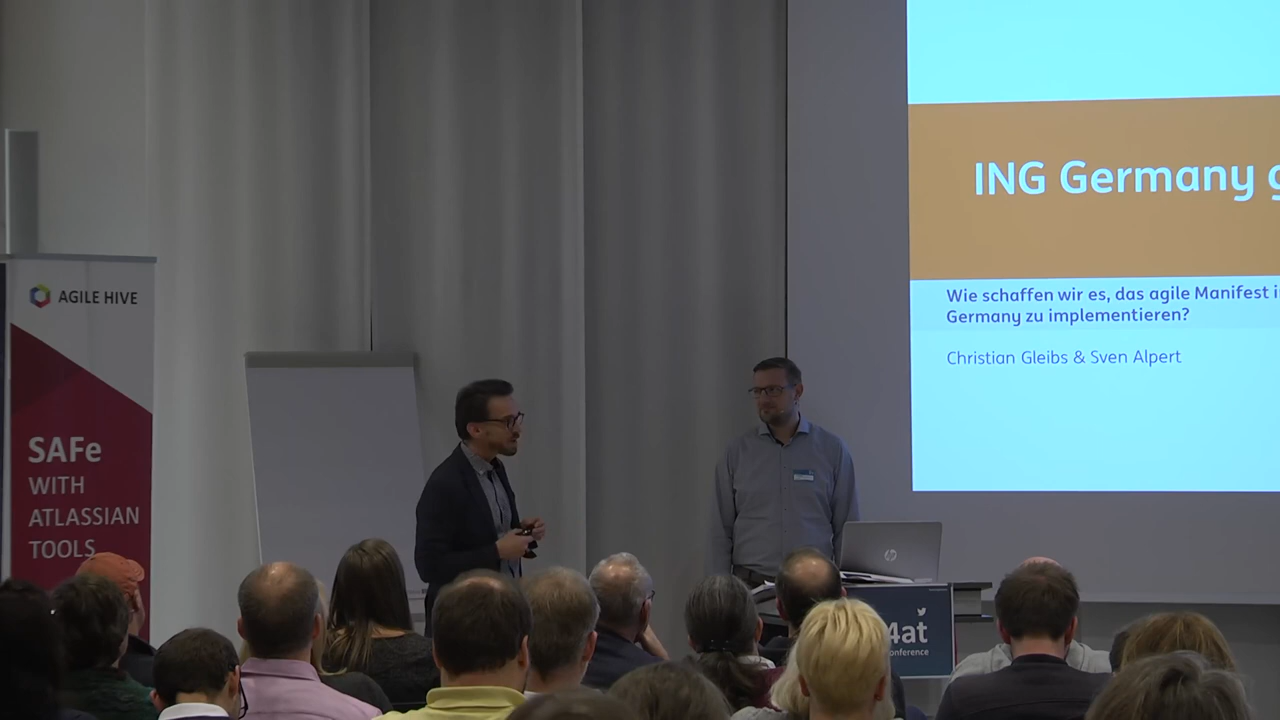 AGILE HIVE
SAFe
WITH
ATLASSIAN
TOOLS
ING Germany g
Wie schaffen wir es, das agile Manifest i
Germany zu implementieren?
Christian Gleibs & Sven Alpert
hp
4at
onference